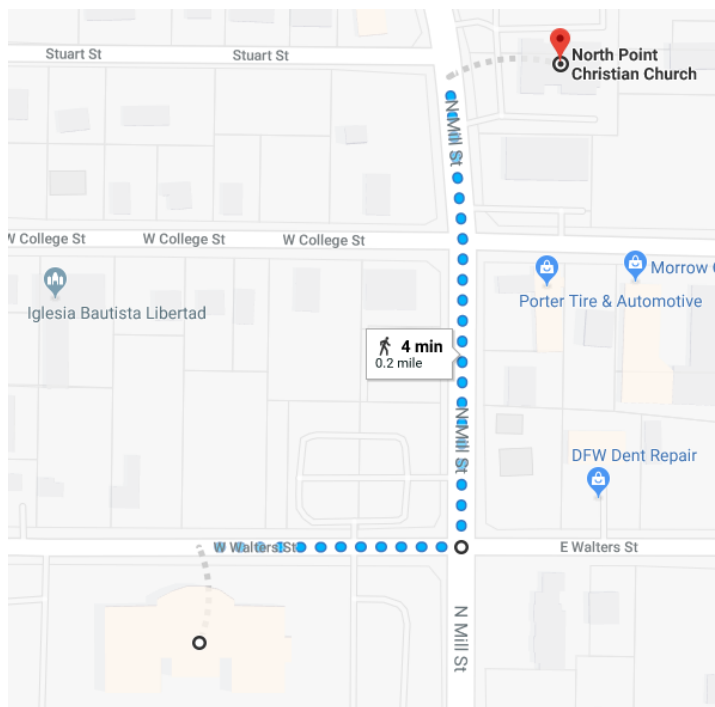 Stuart St
Stuart St
North Point
Christian Church
N Mill St
W College St
W College St
W College St
Iglesia Bautista Libertad
Porter Tire & Automotive
Morrow
4 min
0.2 mile
N Mill St
DFW Dent Repair
W Walters St
E Walters St
N Mill St